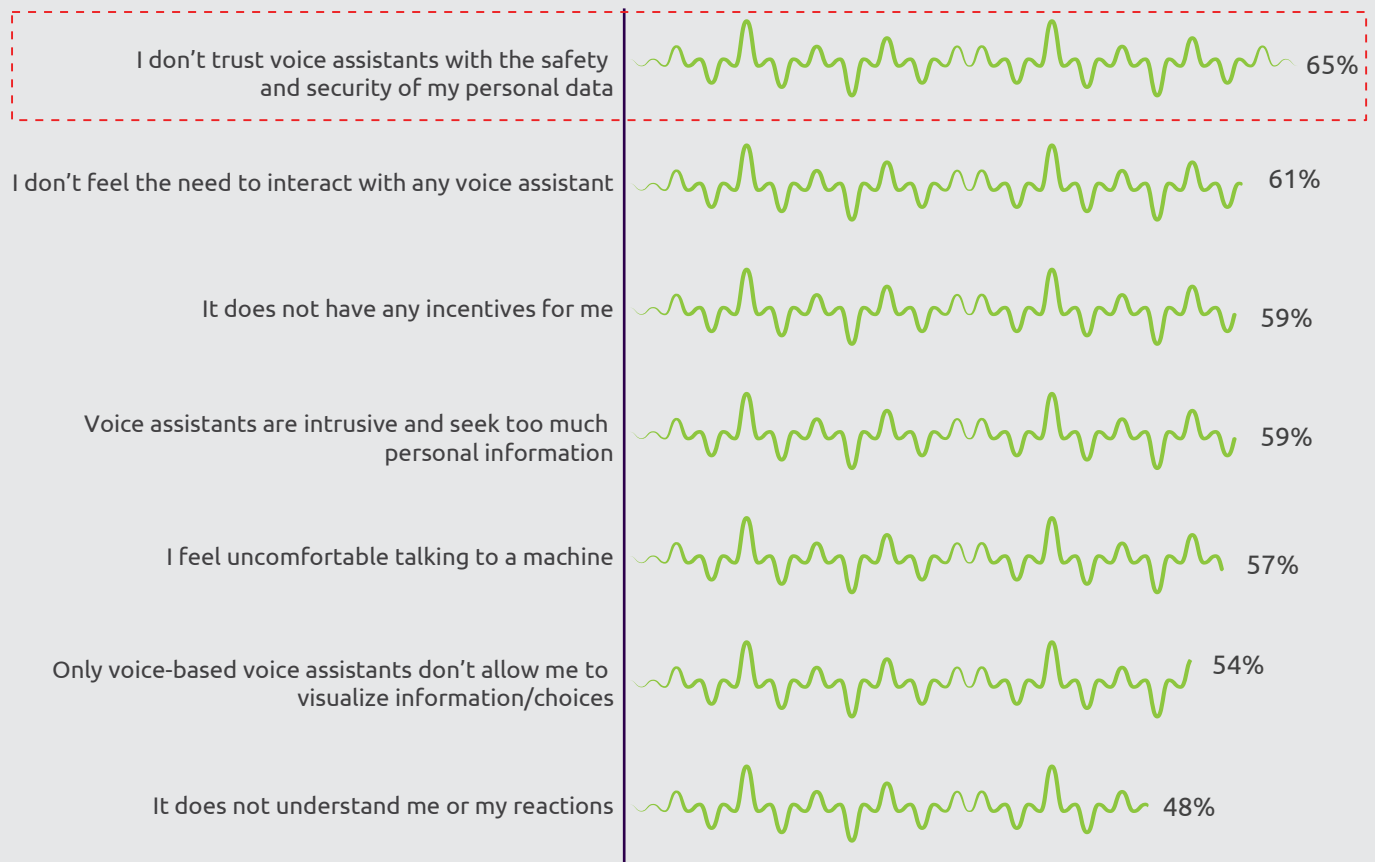 I don’t trust voice assistants with the safety
and security of my personal data
65%
I don’t feel the need to interact with any voice assistant
61%
It does not have any incentives for me
59%
Voice assistants are intrusive and seek too much
personal information
59%
I feel uncomfortable talking to a machine
57%
Only voice-based voice assistants don’t allow me to
visualize information/choices
54%
It does not understand me or my reactions
48%